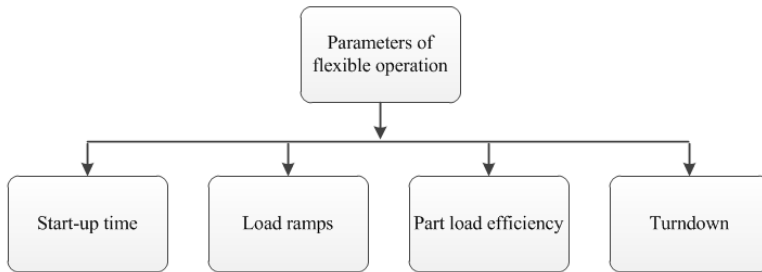 Parameters of
flexible operation
Start-up time
Load ramps
Part load efficiency
Turndown